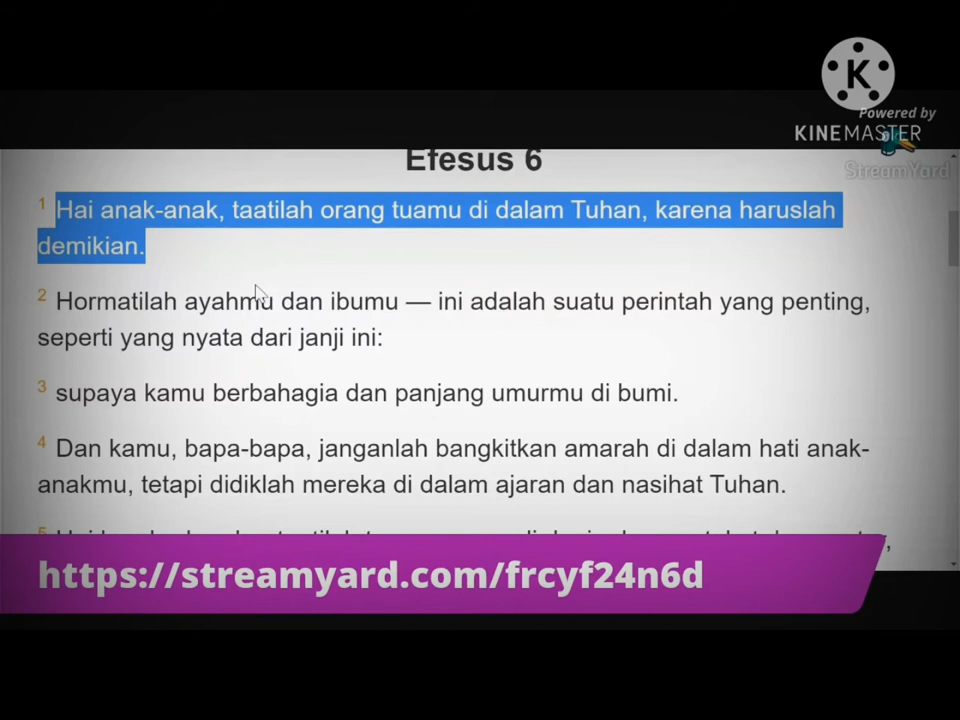 Powered by
KINEMASTER
StreamYard
Efesus 6
1 Hai anak-anak, taatilah orang tuamu di dalam Tuhan, karena haruslah
demikian.
2 Hormatilah ayahmu dan ibumu — ini adalah suatu perintah yang penting,
seperti yang nyata dari janji ini:
3 supaya kamu berbahagia dan panjang umurmu di bumi.
4 Dan kamu, bapa-bapa, janganlah bangkitkan amarah di dalam hati anak-
anakmu, tetapi didiklah mereka di dalam ajaran dan nasihat Tuhan.
https://streamyard.com/frcyf24n6d